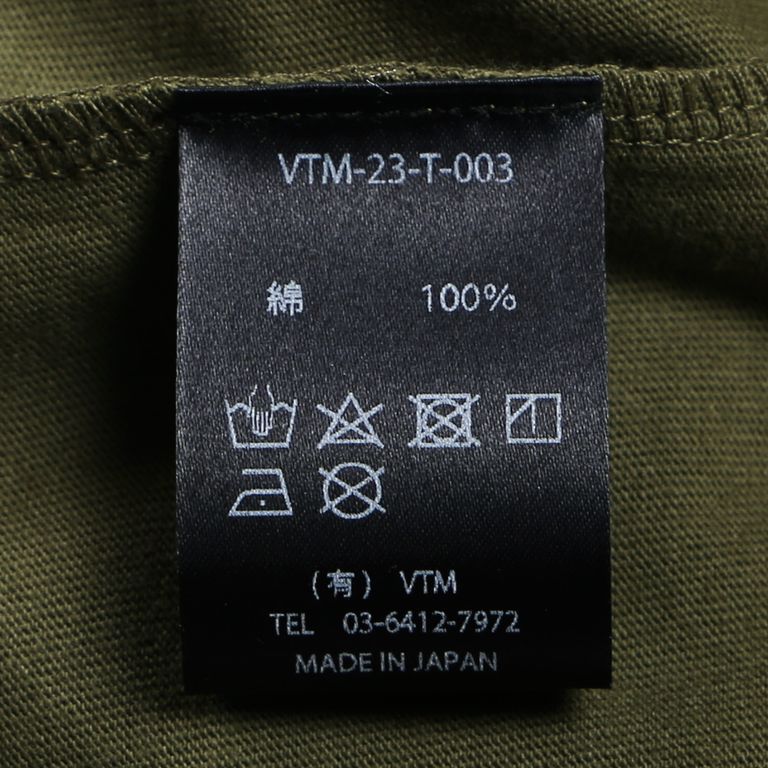 VTM-23-T-003
綿 100%
(有) VTM
TEL 03-6412-7972
MADE IN JAPAN